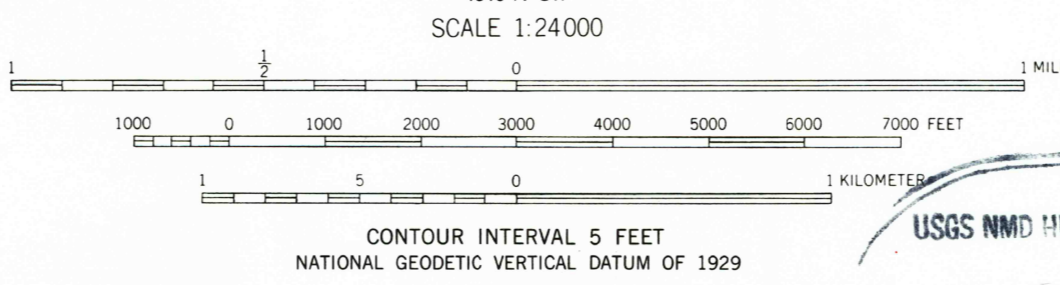 SCALE 1:24000
1 1/2 0 1 MIL
1000 0 1000 2000 3000 4000 5000 6000 7000 FEET
1 5 0 1 KILOMETER
CONTOUR INTERVAL 5 FEET
NATIONAL GEODETIC VERTICAL DATUM OF 1929
USGS NMD